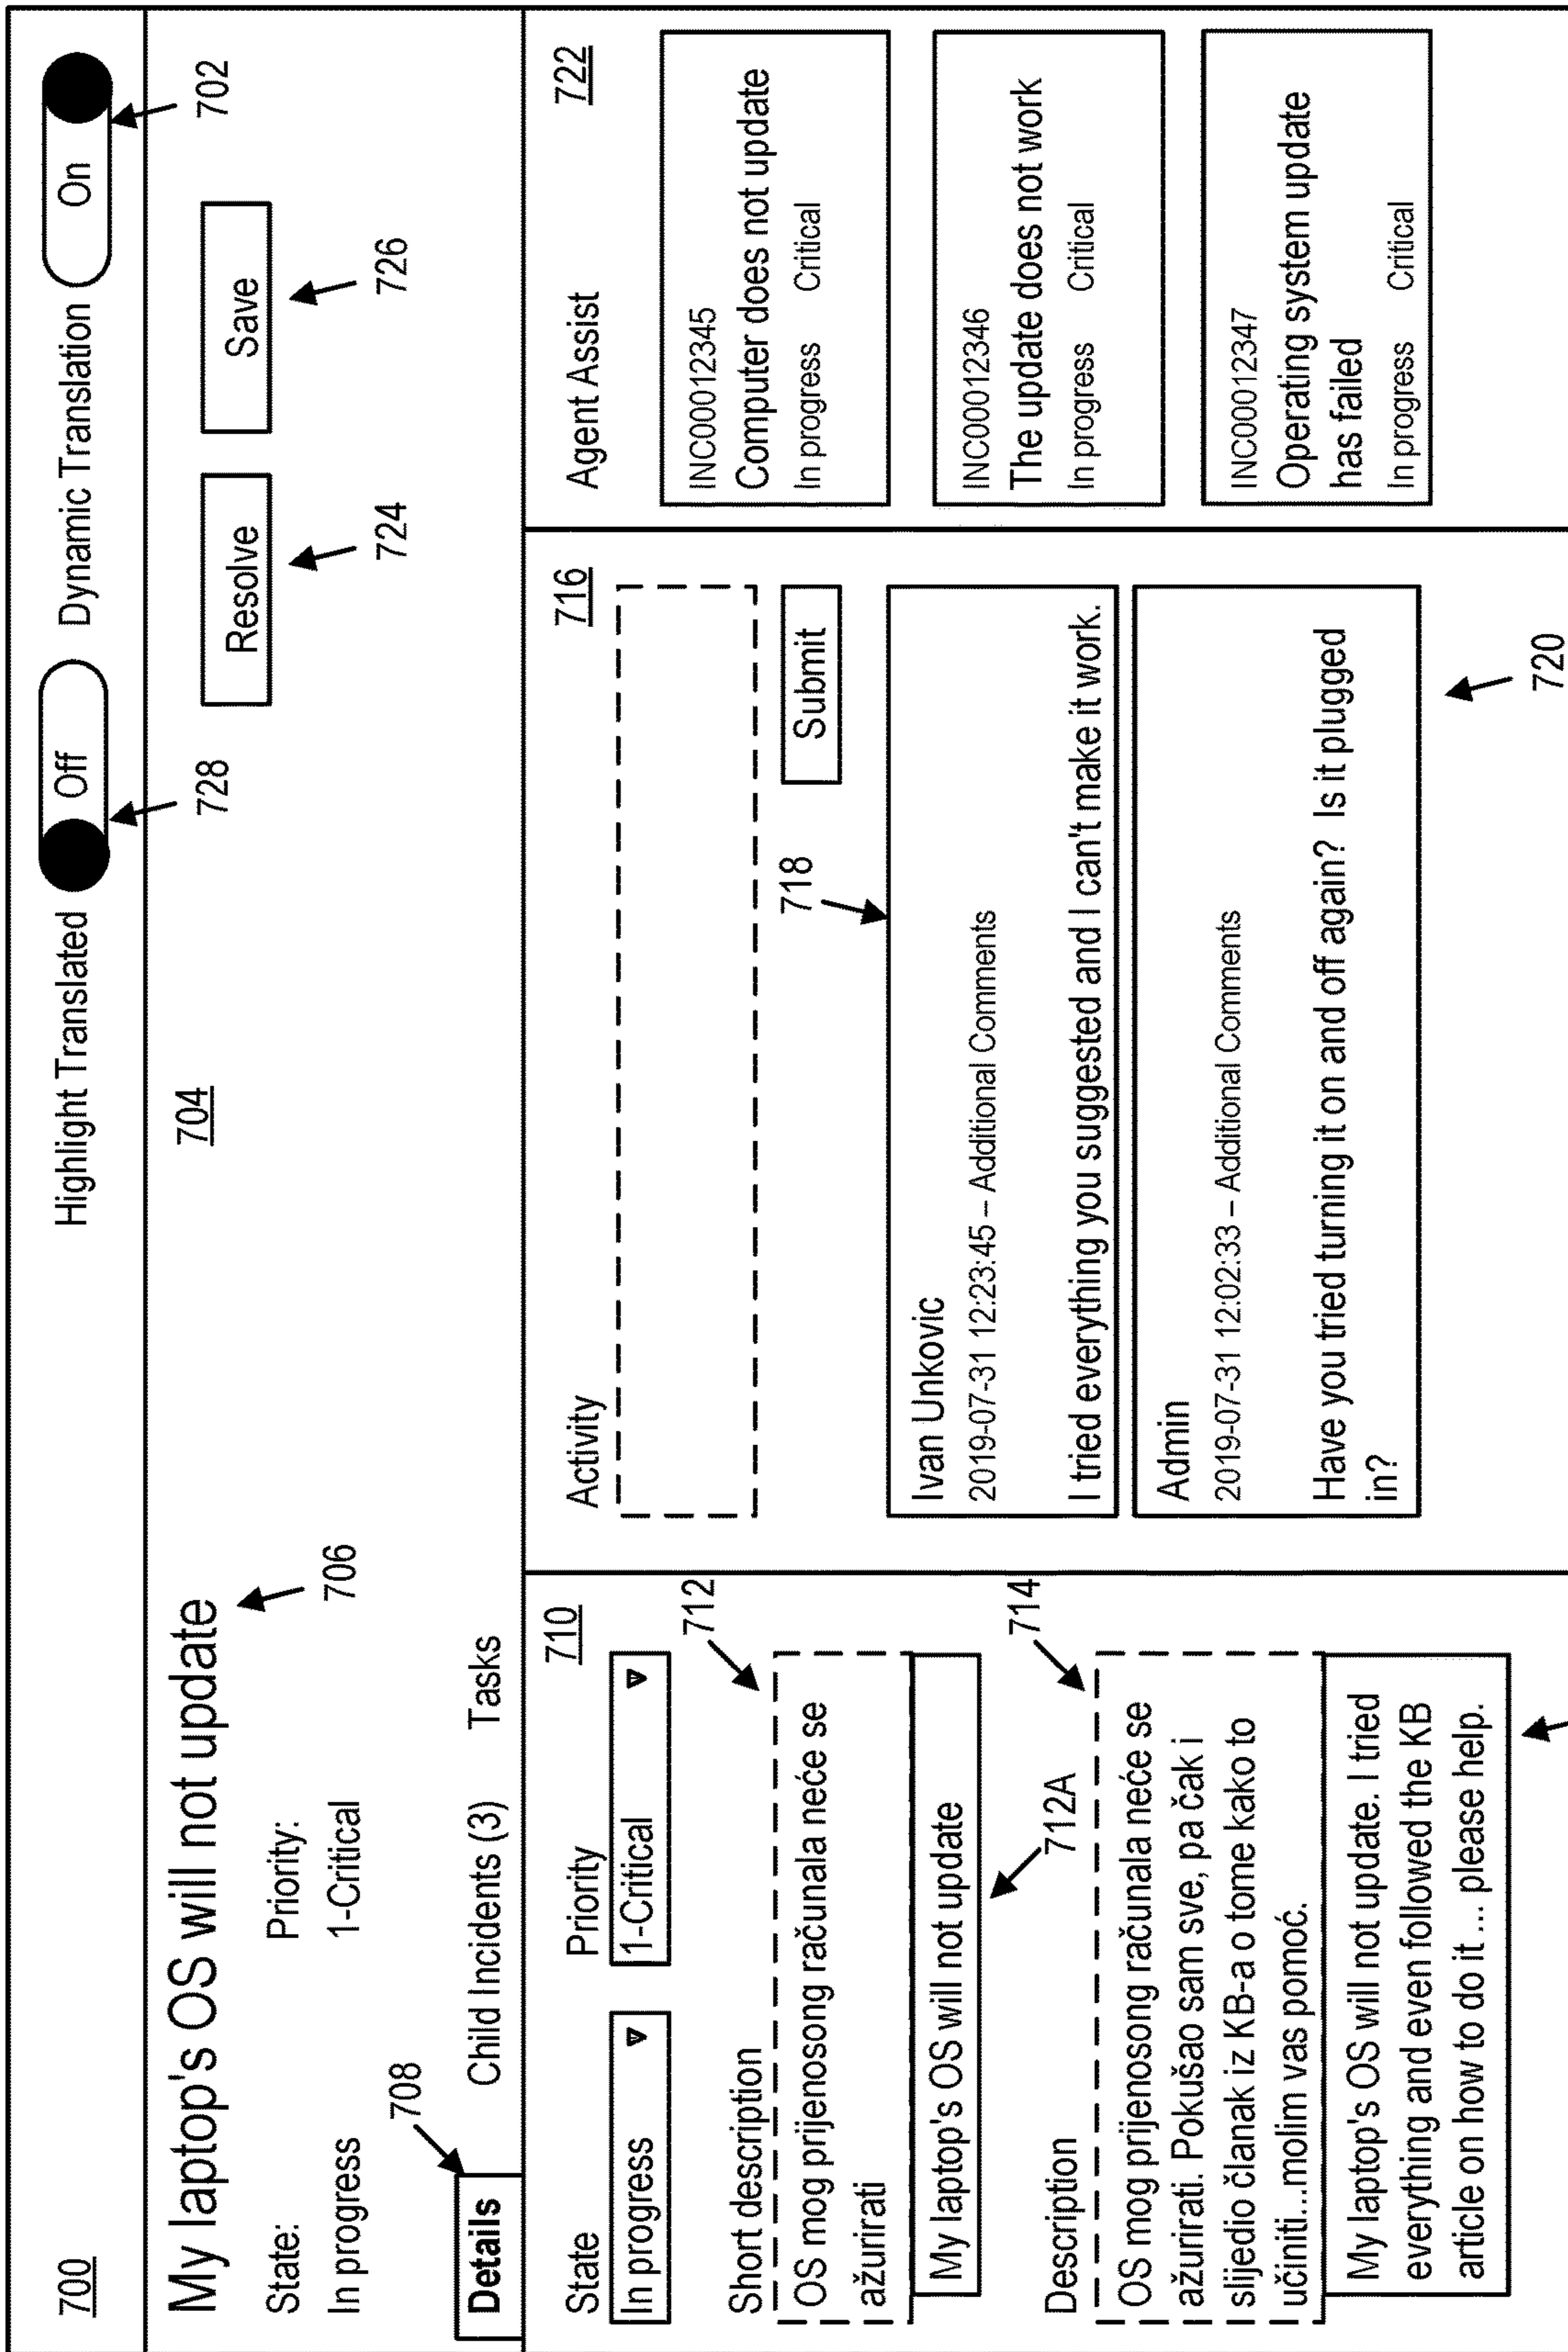 700
Highlight Translated
Off
Dynamic Translation
On
728
702
My laptop's OS will not update
706
704
State:
Priority:
In progress
1-Critical
Resolve
Save
724
726
708
Details
Child Incidents (3)
Tasks
710
State
Priority
In progress
1-Critical
712
Short description
OS mog prijenosong računala neće se
ažurirati
My laptop's OS will not update
712A
714
Description
OS mog prijenosong računala neće se
ažurirati. Pokušao sam sve, pa čak i
slijedio članak iz KB-a o tome kako to
učiniti...molim vas pomoć.
My laptop's OS will not update. I tried
everything and even followed the KB
article on how to do it ... please help.
Activity
716
Submit
718
Ivan Unkovic
2019-07-31 12:23:45 – Additional Comments
I tried everything you suggested and I can't make it work.
Admin
2019-07-31 12:02:33 – Additional Comments
Have you tried turning it on and off again? Is it plugged
in?
720
Agent Assist
722
INC00012345
Computer does not update
In progress Critical
INC00012346
The update does not work
In progress Critical
INC00012347
Operating system update
has failed
In progress Critical